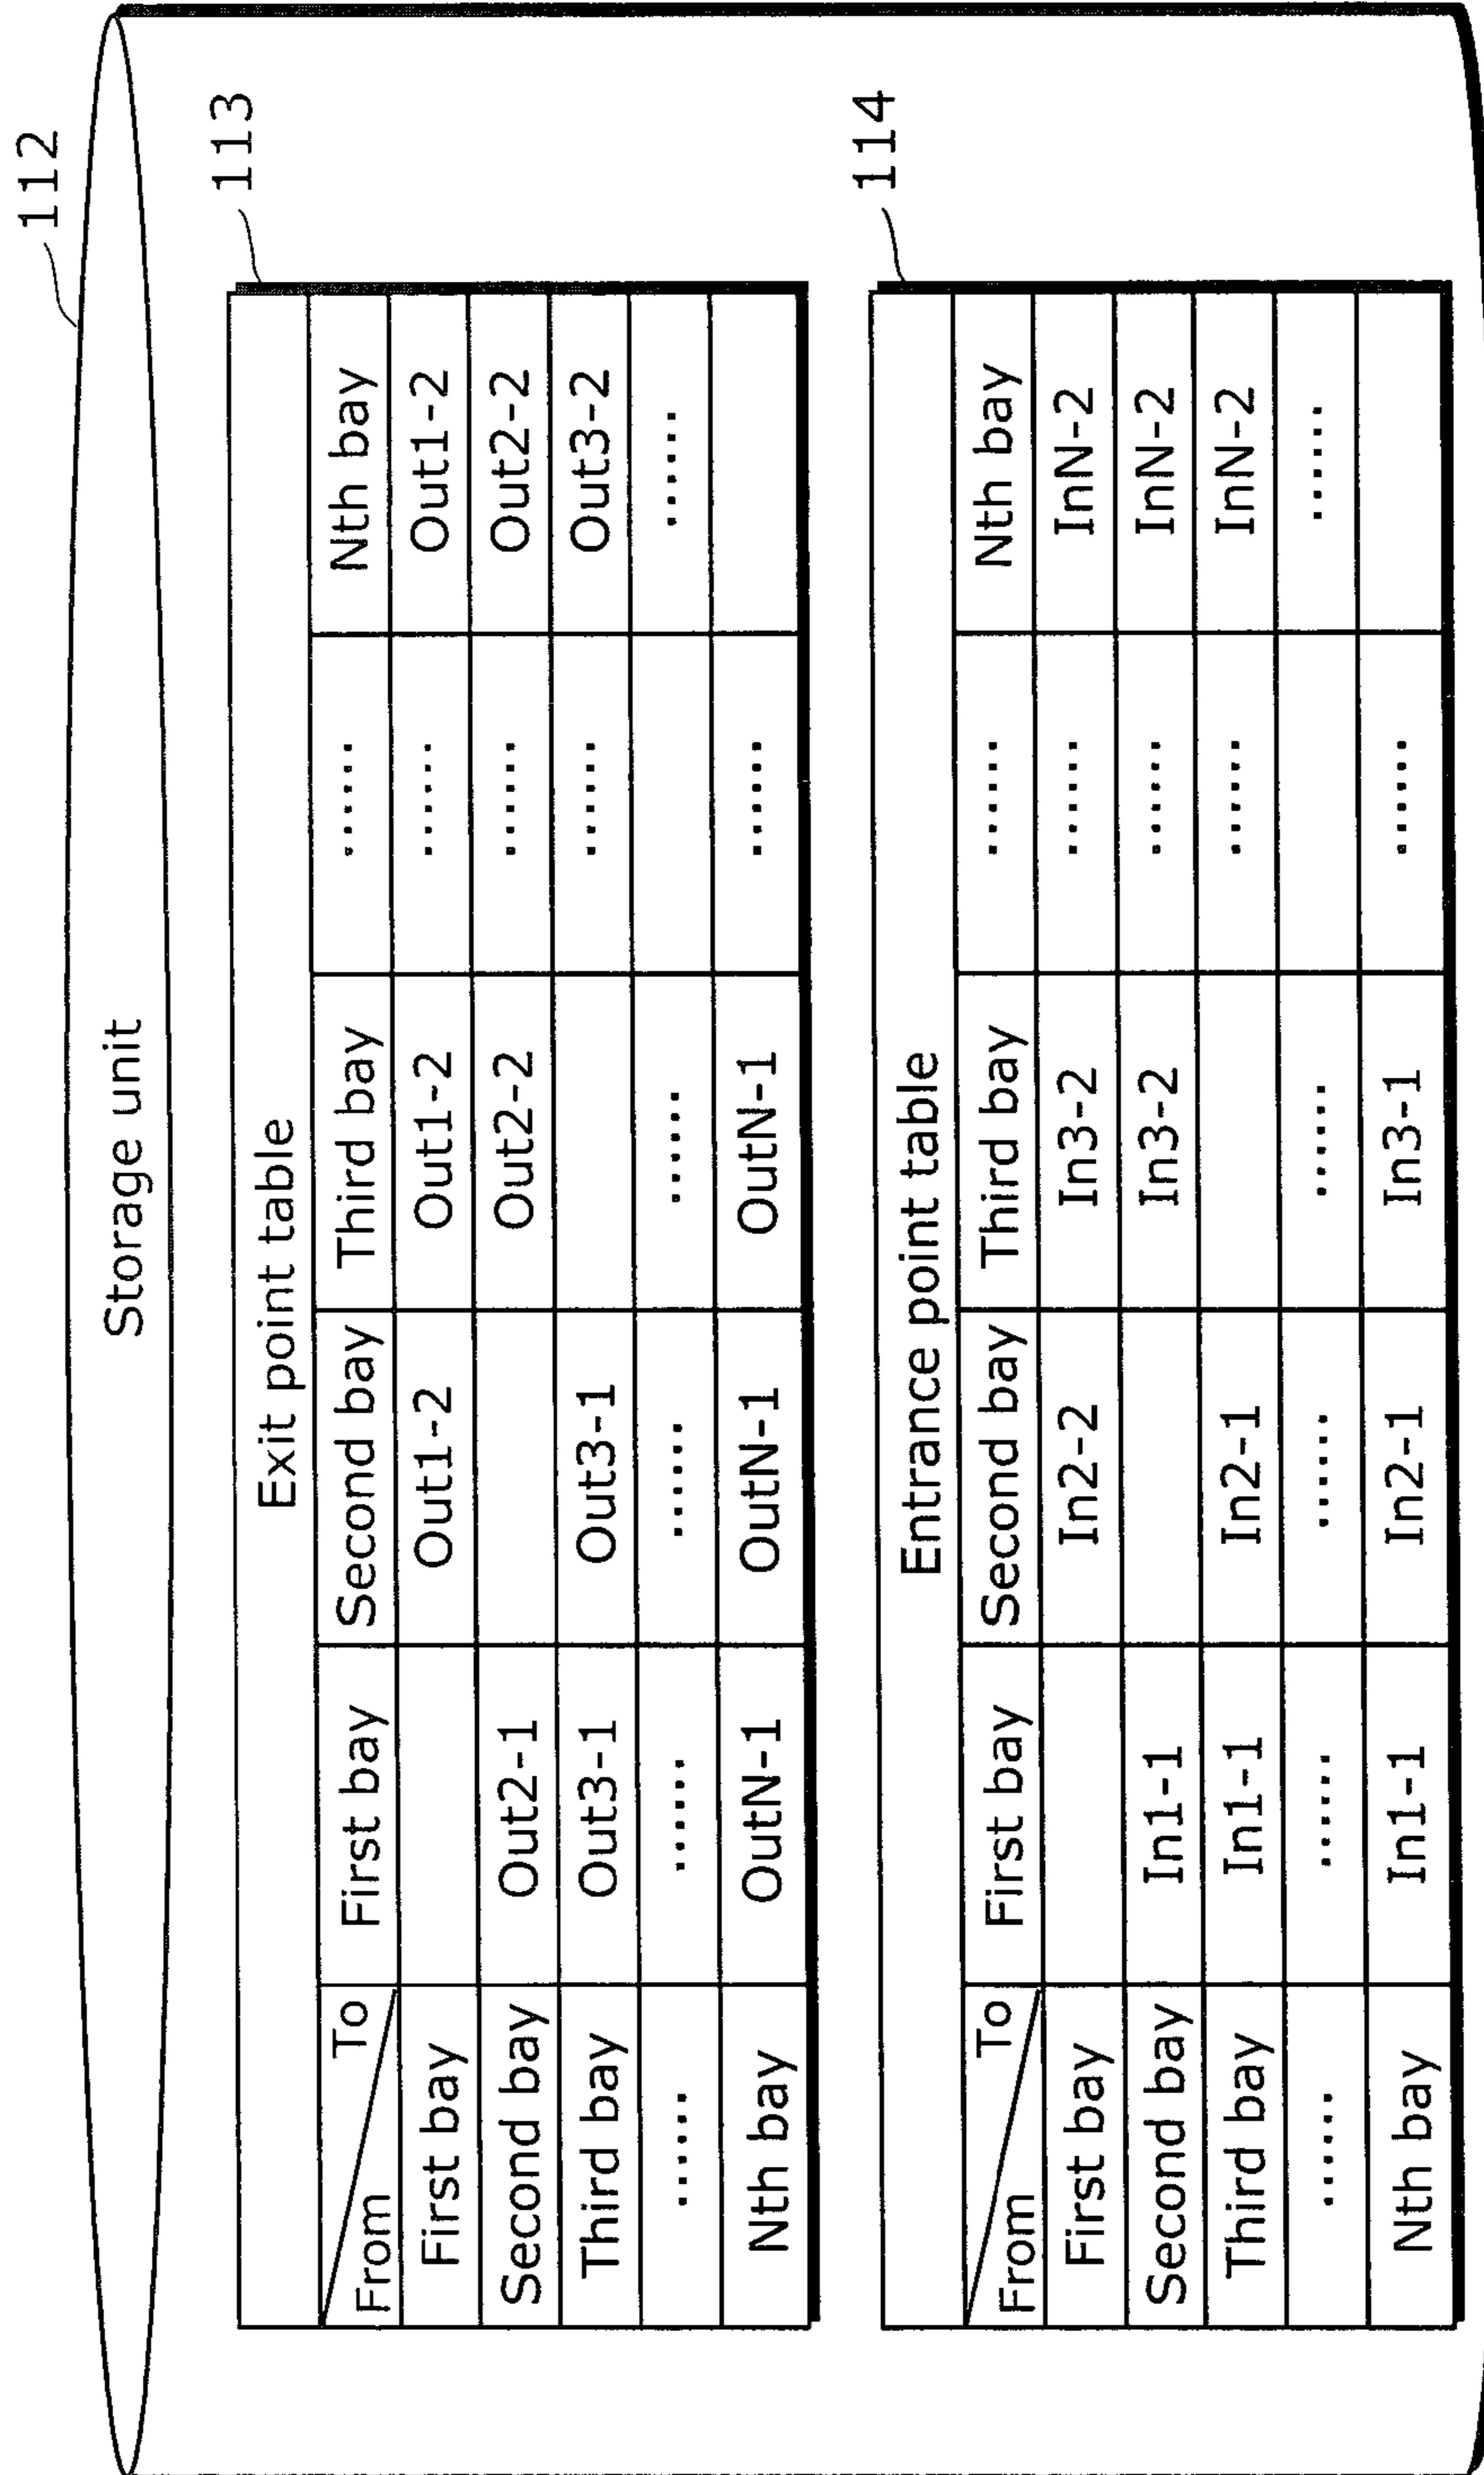 112
Storage unit
113
Exit point table
From To First bay Second bay Third bay ...... Nth bay
First bay Out1-2 Out1-2 ...... Out1-2
Second bay Out2-1 Out2-2 ...... Out2-2
Third bay Out3-1 Out3-1 ...... Out3-2
...... ...... ...... ...... ......
Nth bay OutN-1 OutN-1 OutN-1 ......
114
Entrance point table
From To First bay Second bay Third bay ...... Nth bay
First bay In2-2 In3-2 ...... InN-2
Second bay In1-1 In3-2 ...... InN-2
Third bay In1-1 In2-1 ...... InN-2
...... ...... ...... ...... ......
Nth bay In1-1 In2-1 In3-1 ......